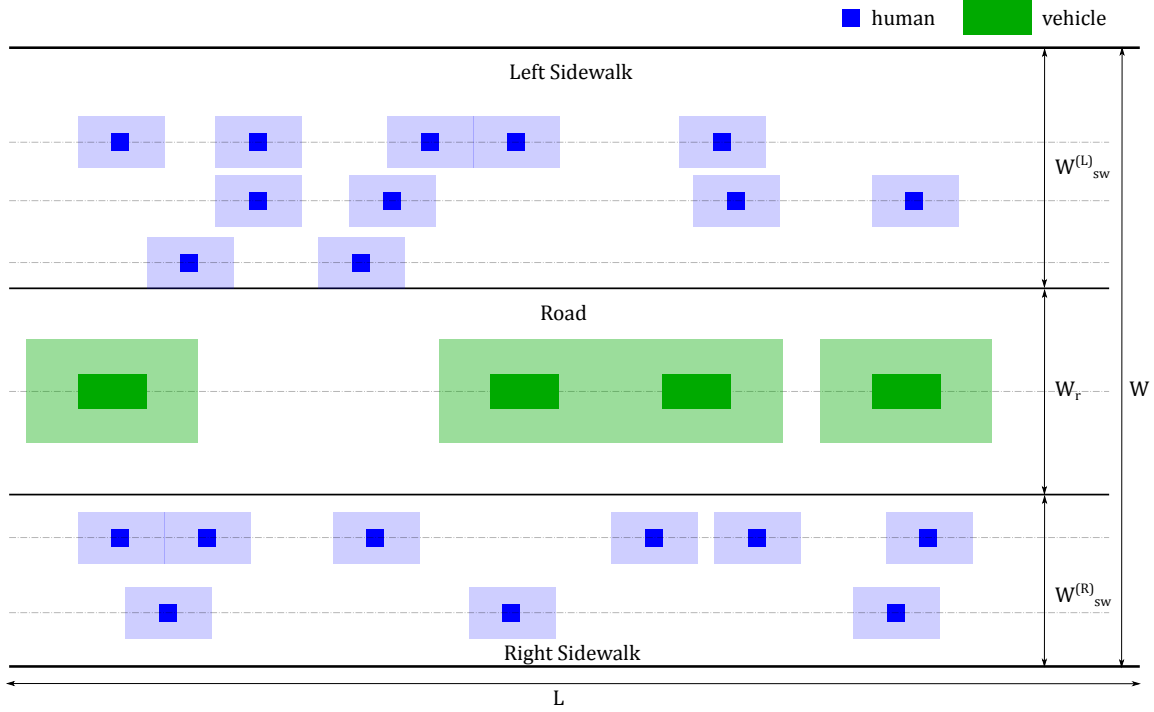 human vehicle
Left Sidewalk
W(L)sw
Road
Wr
W
W(R)sw
Right Sidewalk
L